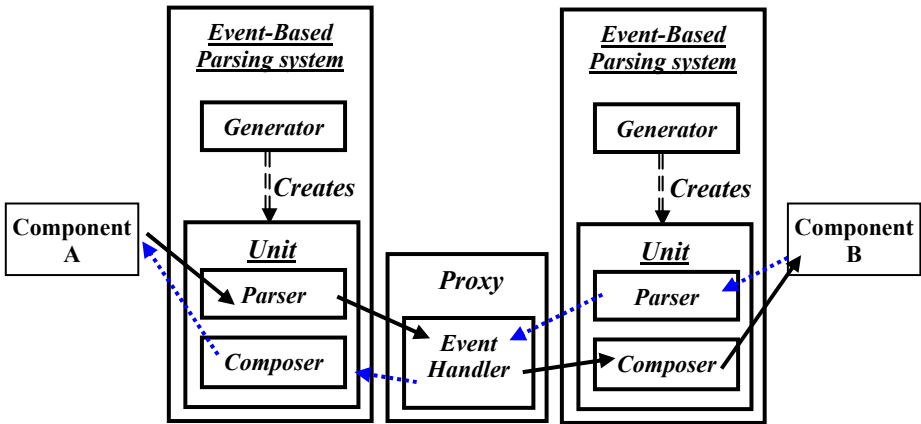 Event-Based
Parsing system
Generator
Creates
Unit
Parser
Composer
Component
A
Proxy
Event
Handler
Event-Based
Parsing system
Generator
Creates
Unit
Parser
Composer
Component
B